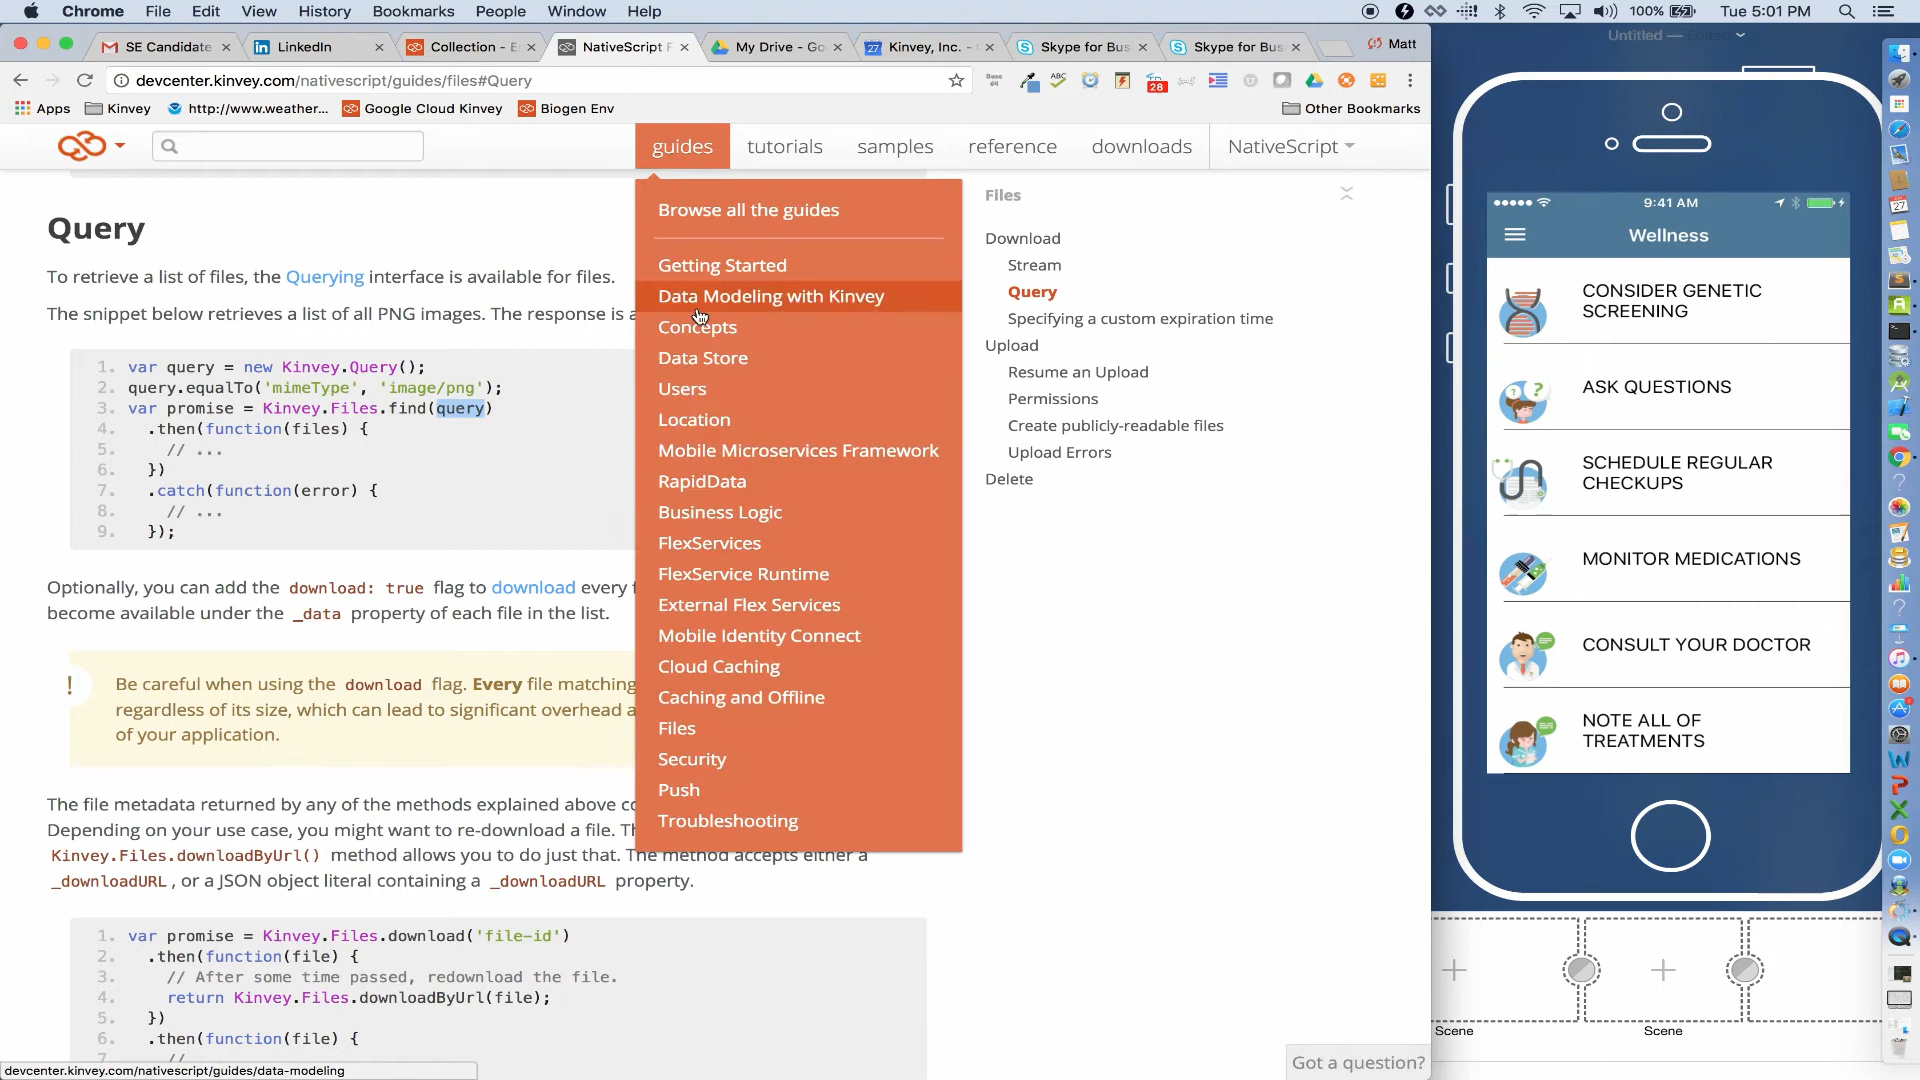 Chrome File Edit View History Bookmarks People Window Help 100% Tue 5:01 PM
SE Candidate LinkedIn Collection - E NativeScript F My Drive - Go Kinvey, Inc. - Skype for Bus Skype for Bus Matt
Untitled — Edited
devcenter.kinvey.com/nativescript/guides/files#Query
Apps Kinvey http://www.weather... Google Cloud Kinvey Biogen Env Other Bookmarks
guides tutorials samples reference downloads NativeScript
Query
To retrieve a list of files, the Querying interface is available for files.
The snippet below retrieves a list of all PNG images. The response is a
1. var query = new Kinvey.Query();
2. query.equalTo('mimeType', 'image/png');
3. var promise = Kinvey.Files.find(query)
4. .then(function(files) {
5. // ...
6. })
7. .catch(function(error) {
8. // ...
9. });
Optionally, you can add the download: true flag to download every f
become available under the _data property of each file in the list.
! Be careful when using the download flag. Every file matching
regardless of its size, which can lead to significant overhead a
of your application.
The file metadata returned by any of the methods explained above co
Depending on your use case, you might want to re-download a file. Th
Kinvey.Files.downloadByUrl() method allows you to do just that. The method accepts either a
_downloadURL, or a JSON object literal containing a _downloadURL property.
1. var promise = Kinvey.Files.download('file-id')
2. .then(function(file) {
3. // After some time passed, redownload the file.
4. return Kinvey.Files.downloadByUrl(file);
5. })
6. .then(function(file) {
7. //
devcenter.kinvey.com/nativescript/guides/data-modeling
Browse all the guides
Getting Started
Data Modeling with Kinvey
Concepts
Data Store
Users
Location
Mobile Microservices Framework
RapidData
Business Logic
FlexServices
FlexService Runtime
External Flex Services
Mobile Identity Connect
Cloud Caching
Caching and Offline
Files
Security
Push
Troubleshooting
Files
Download
Stream
Query
Specifying a custom expiration time
Upload
Resume an Upload
Permissions
Create publicly-readable files
Upload Errors
Delete
Got a question?
9:41 AM
Wellness
CONSIDER GENETIC
SCREENING
ASK QUESTIONS
SCHEDULE REGULAR
CHECKUPS
MONITOR MEDICATIONS
CONSULT YOUR DOCTOR
NOTE ALL OF
TREATMENTS
Scene Scene